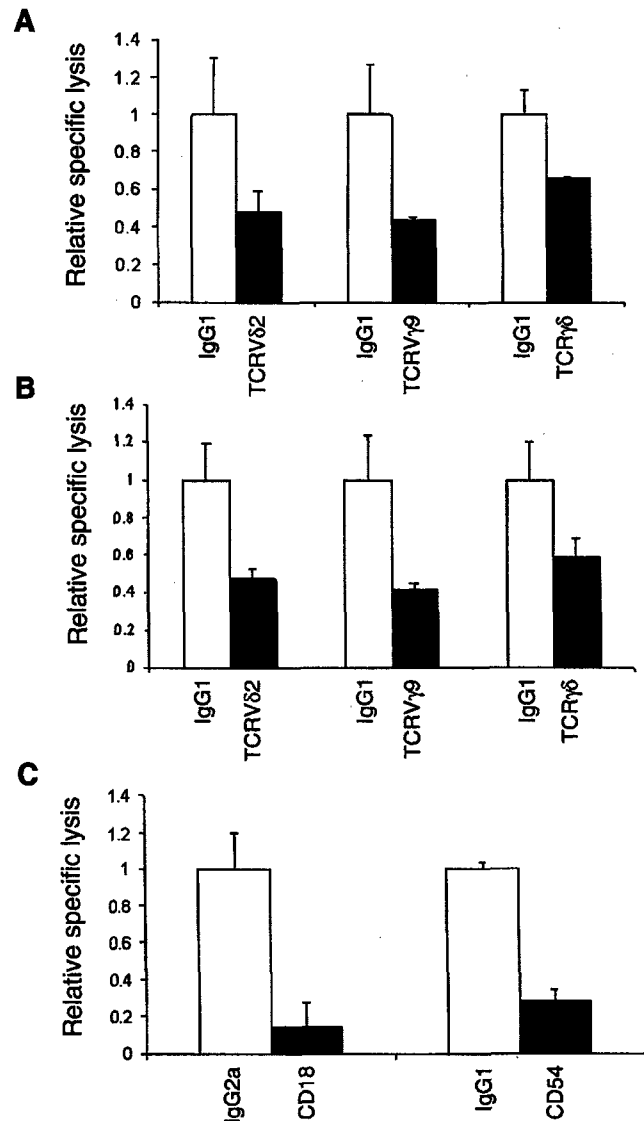 A
Relative specific lysis
1.4
1.2
1
0.8
0.6
0.4
0.2
0
IgG1
TCRVδ2
IgG1
TCRVγ9
IgG1
TCRγδ
B
Relative specific lysis
1.4
1.2
1
0.8
0.6
0.4
0.2
0
IgG1
TCRVδ2
IgG1
TCRVγ9
IgG1
TCRγδ
C
Relative specific lysis
1.4
1.2
1
0.8
0.6
0.4
0.2
0
IgG2a
CD18
IgG1
CD54